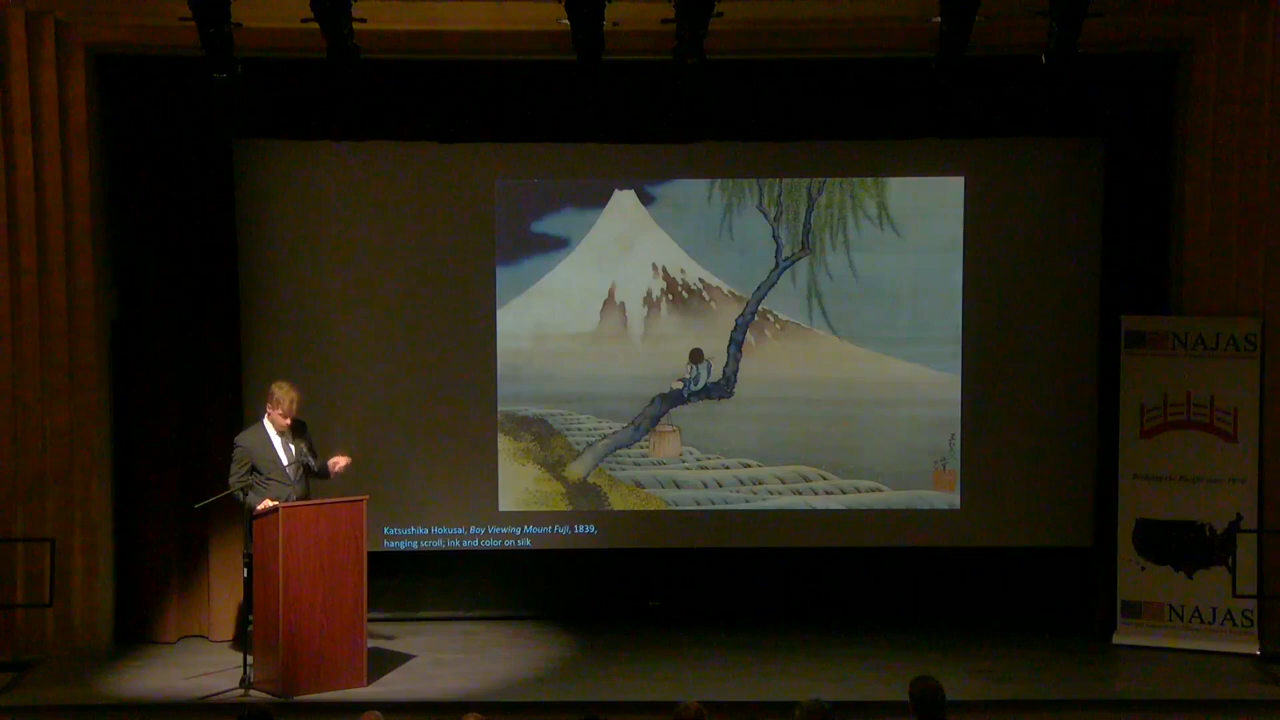 Katsushika Hokusai, Boy Viewing Mount Fuji, 1839,
hanging scroll; ink and color on silk
NAJAS
NAJAS